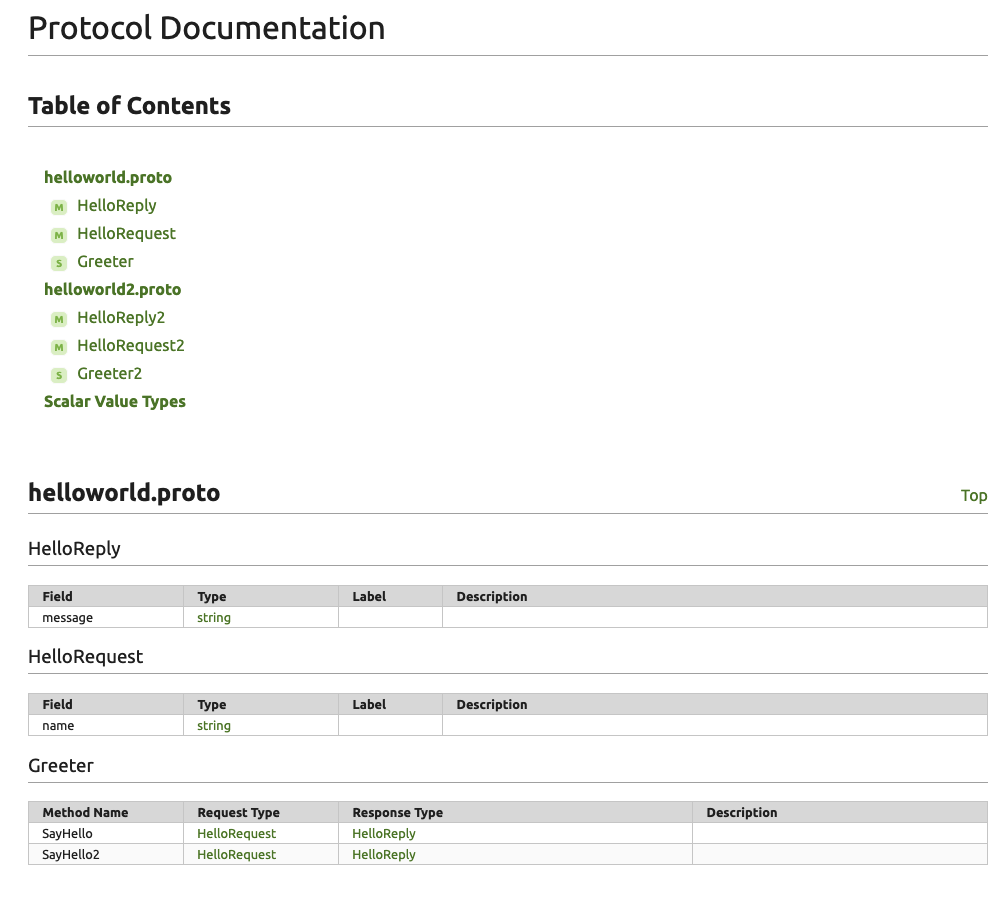 Protocol Documentation
Table of Contents
helloworld.proto
M HelloReply
M HelloRequest
S Greeter
helloworld2.proto
M HelloReply2
M HelloRequest2
S Greeter2
Scalar Value Types
helloworld.proto Top
HelloReply
Field Type Label Description
message string
HelloRequest
Field Type Label Description
name string
Greeter
Method Name Request Type Response Type Description
SayHello HelloRequest HelloReply
SayHello2 HelloRequest HelloReply